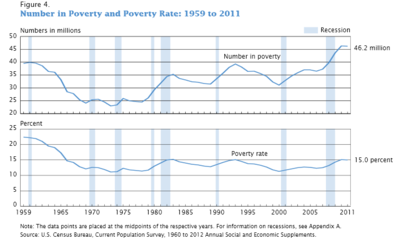 Figure 4.
Number in Poverty and Poverty Rate: 1959 to 2011
Numbers in millions
Recession
50
45
40
35
30
25
20
Number in poverty
46.2 million
Percent
25
20
15
10
5
0
Poverty rate
15.0 percent
1959 1965 1970 1975 1980 1985 1990 1995 2000 2005 2011
Note: The data points are placed at the midpoints of the respective years. For information on recessions, see Appendix A.
Source: U.S. Census Bureau, Current Population Survey, 1960 to 2012 Annual Social and Economic Supplements.